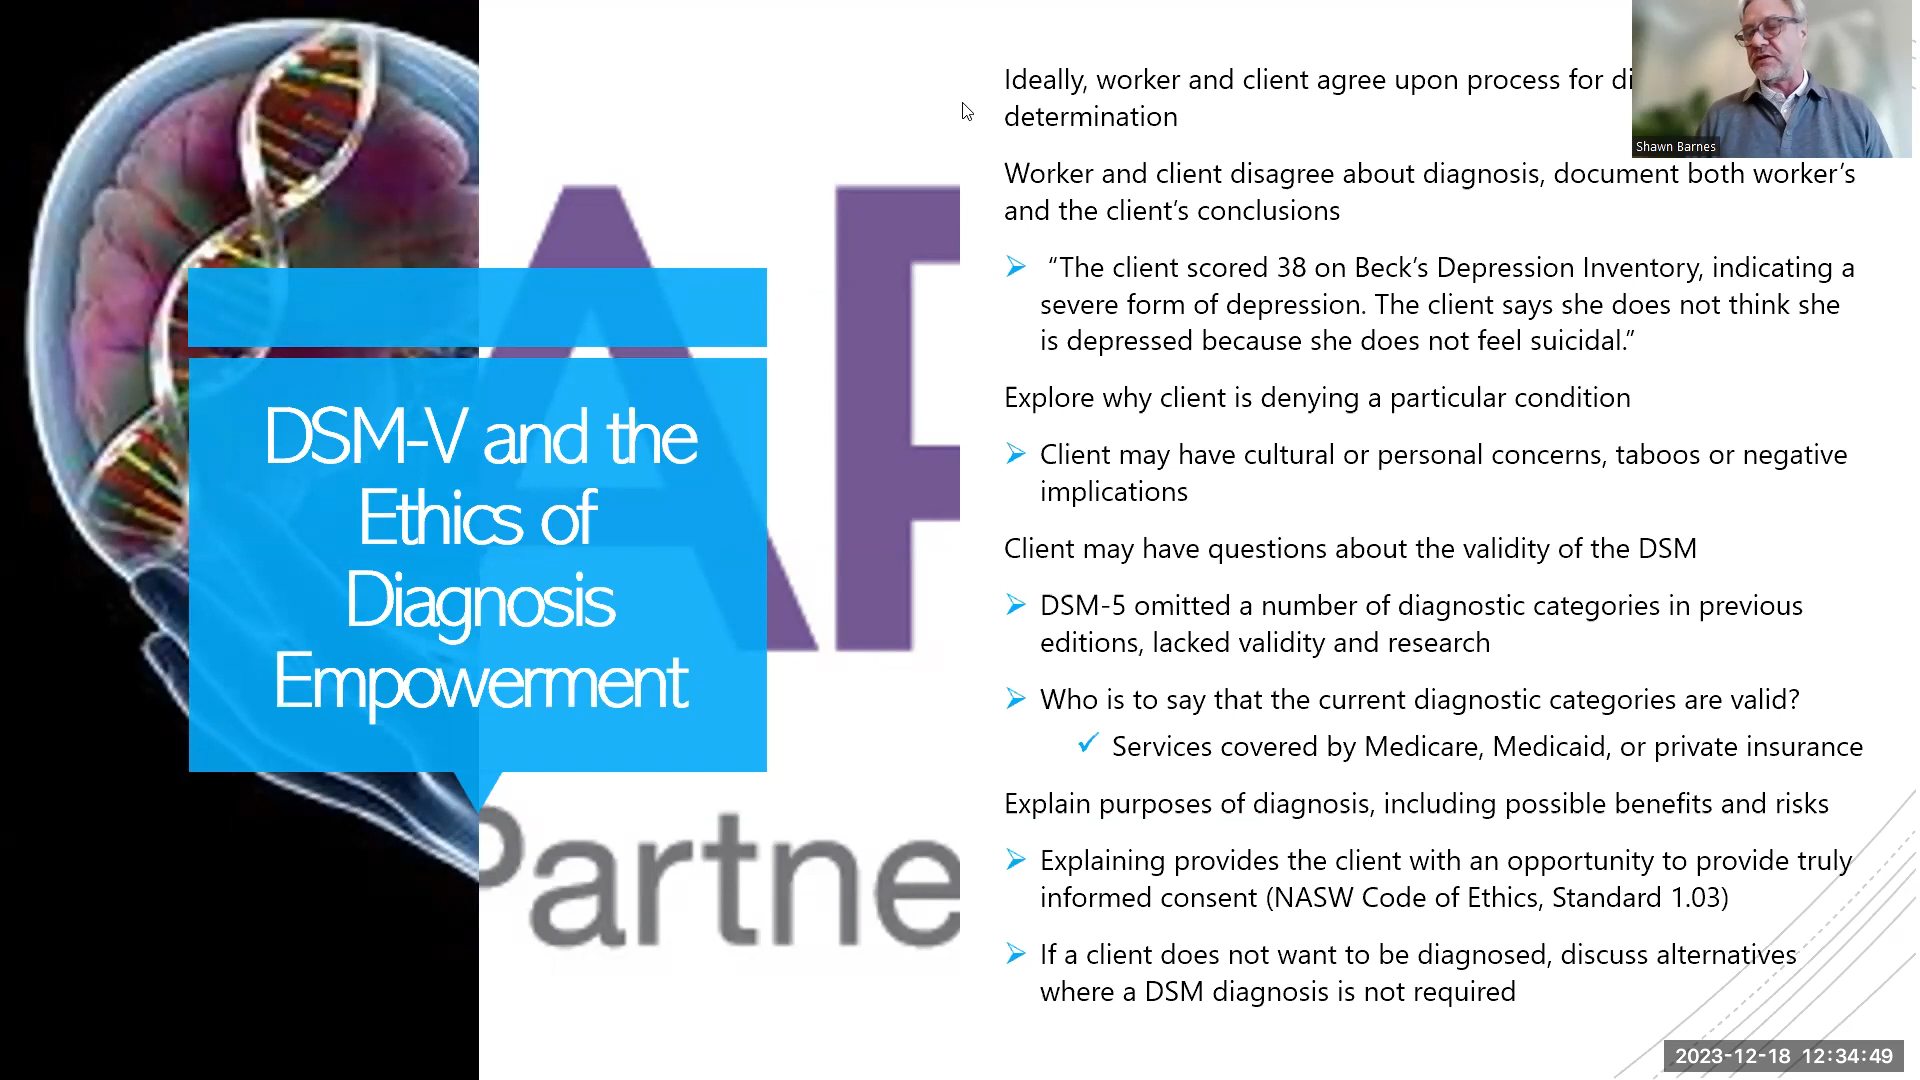 DSM-V and the
Ethics of
Diagnosis
Empowerment
Partne
Ideally, worker and client agree upon process for
determination
Worker and client disagree about diagnosis, document both worker’s
and the client’s conclusions
“The client scored 38 on Beck’s Depression Inventory, indicating a
severe form of depression. The client says she does not think she
is depressed because she does not feel suicidal.”
Explore why client is denying a particular condition
Client may have cultural or personal concerns, taboos or negative
implications
Client may have questions about the validity of the DSM
DSM-5 omitted a number of diagnostic categories in previous
editions, lacked validity and research
Who is to say that the current diagnostic categories are valid?
Services covered by Medicare, Medicaid, or private insurance
Explain purposes of diagnosis, including possible benefits and risks
Explaining provides the client with an opportunity to provide truly
informed consent (NASW Code of Ethics, Standard 1.03)
If a client does not want to be diagnosed, discuss alternatives
where a DSM diagnosis is not required
Shawn Barnes
2023-12-18 12:34:49